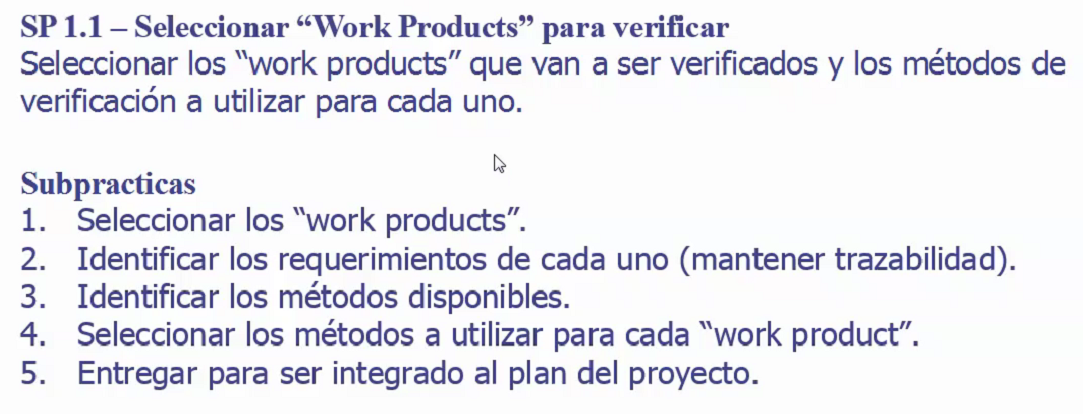 SP 1.1 – Seleccionar “Work Products” para verificar
Seleccionar los “work products” que van a ser verificados y los métodos de
verificación a utilizar para cada uno.
Subpracticas
1. Seleccionar los “work products”.
2. Identificar los requerimientos de cada uno (mantener trazabilidad).
3. Identificar los métodos disponibles.
4. Seleccionar los métodos a utilizar para cada “work product”.
5. Entregar para ser integrado al plan del proyecto.